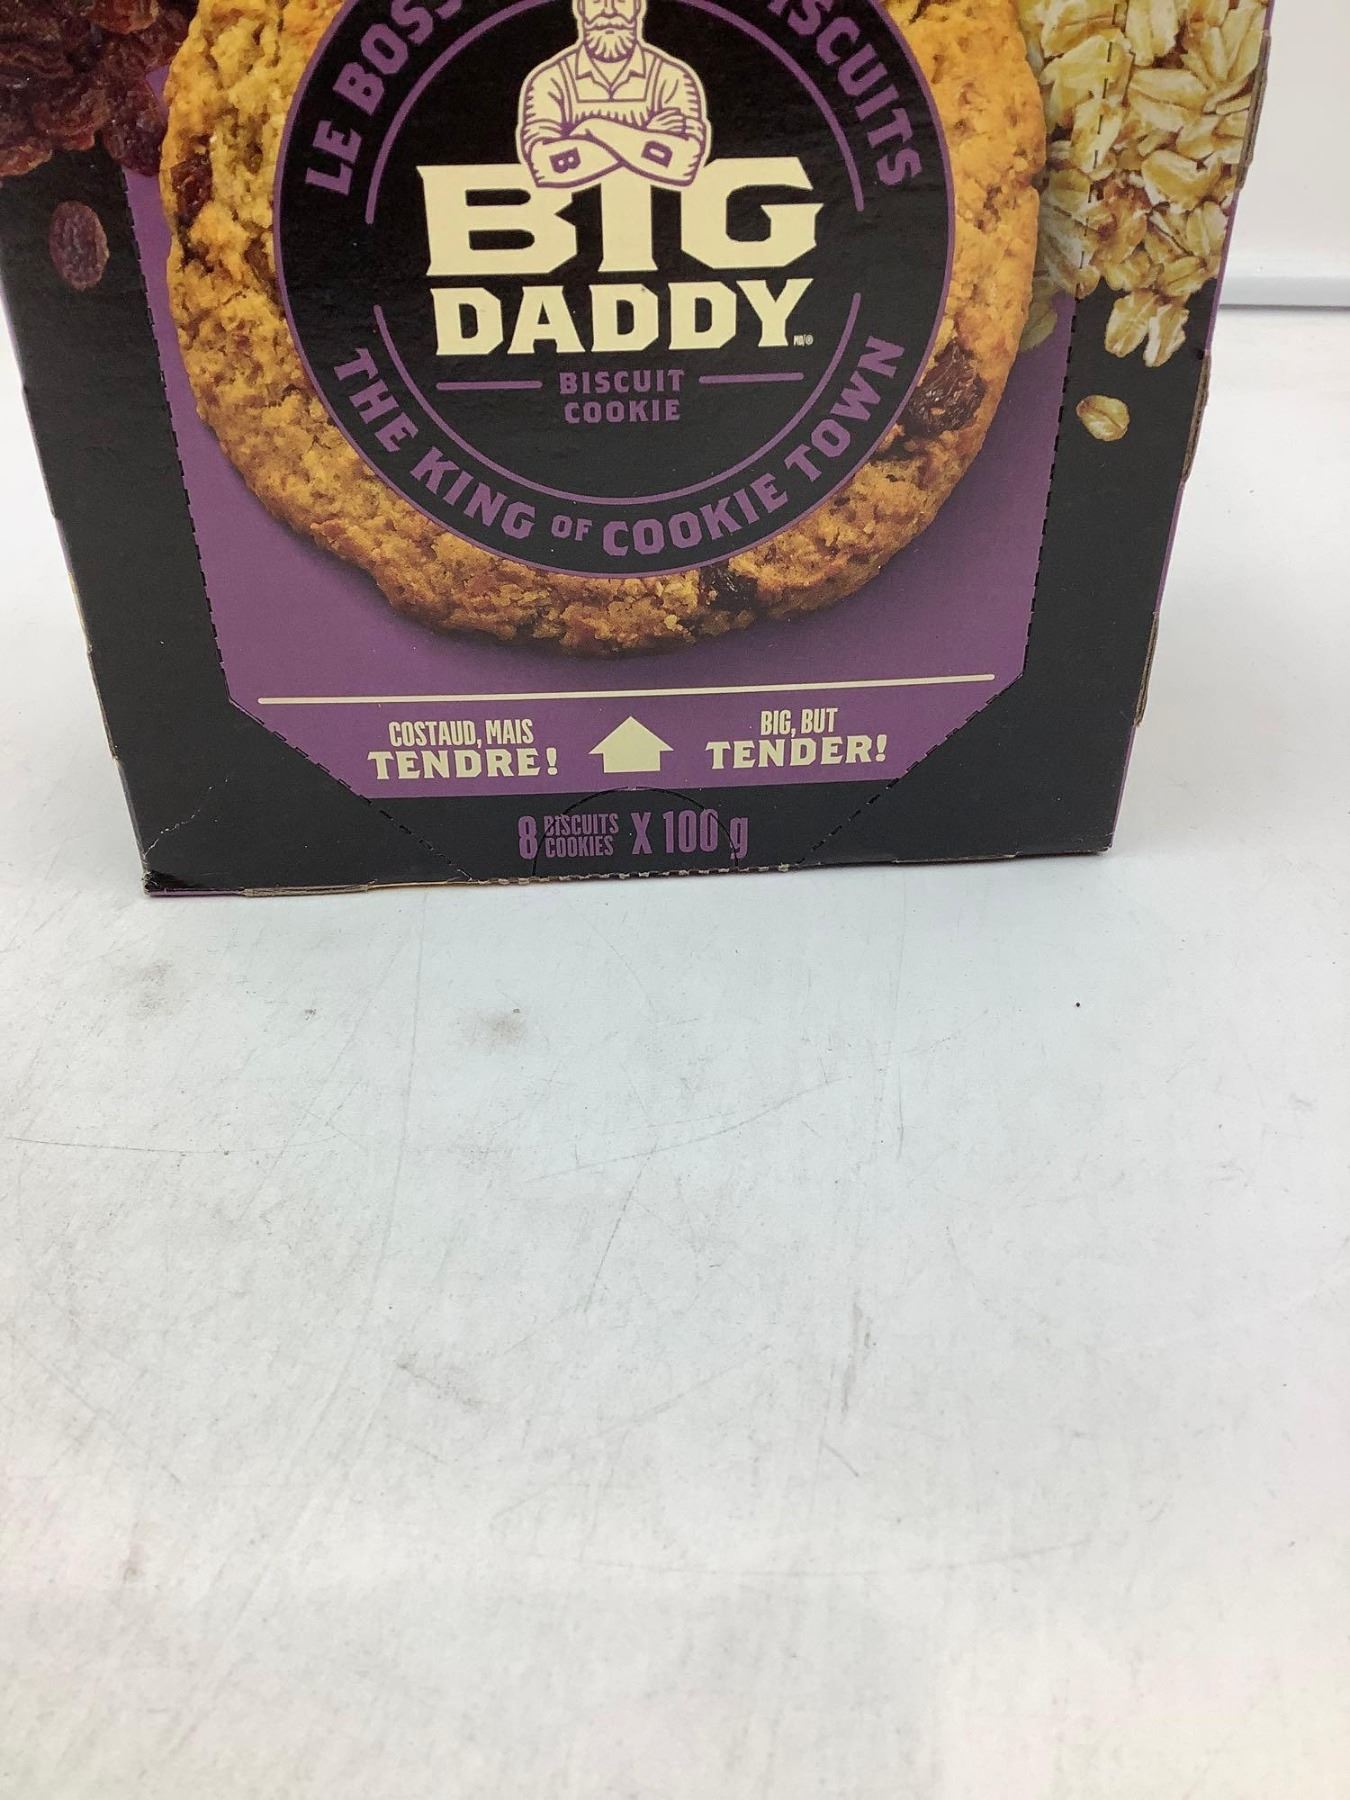 LE BOSS
BISCUITS
B D
BIG
DADDY MD/®
BISCUIT
COOKIE
THE KING OF COOKIE TOWN
COSTAUD, MAIS
TENDRE!
BIG, BUT
TENDER!
8 BISCUITS COOKIES X 100 g